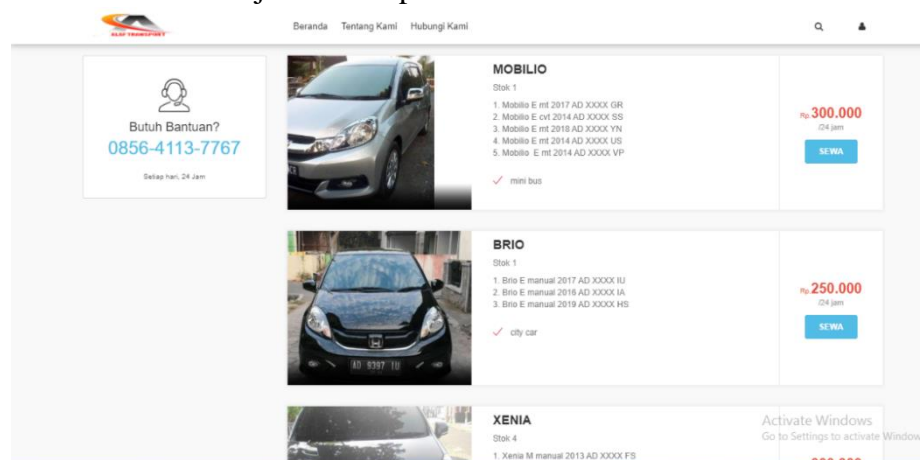 ALAF TRANSPORT
Beranda Tentang Kami Hubungi Kami
Butuh Bantuan?
0856-4113-7767
Setiap hari, 24 Jam
MOBILIO
Stok 1
1. Mobilio E mt 2017 AD XXXX GR
2. Mobilio E cvt 2014 AD XXXX SS
3. Mobilio E mt 2018 AD XXXX YN
4. Mobilio E mt 2014 AD XXXX US
5. Mobilio E mt 2014 AD XXXX VP
mini bus
Rp.300.000
/24 jam
SEWA
BRIO
Stok 1
1. Brio E manual 2017 AD XXXX IU
2. Brio E manual 2016 AD XXXX IA
3. Brio E manual 2019 AD XXXX HS
city car
Rp.250.000
/24 jam
SEWA
AD 9397 IU
XENIA
Stok 4
1. Xenia M manual 2013 AD XXXX FS
Activate Windows
Go to Settings to activate Window